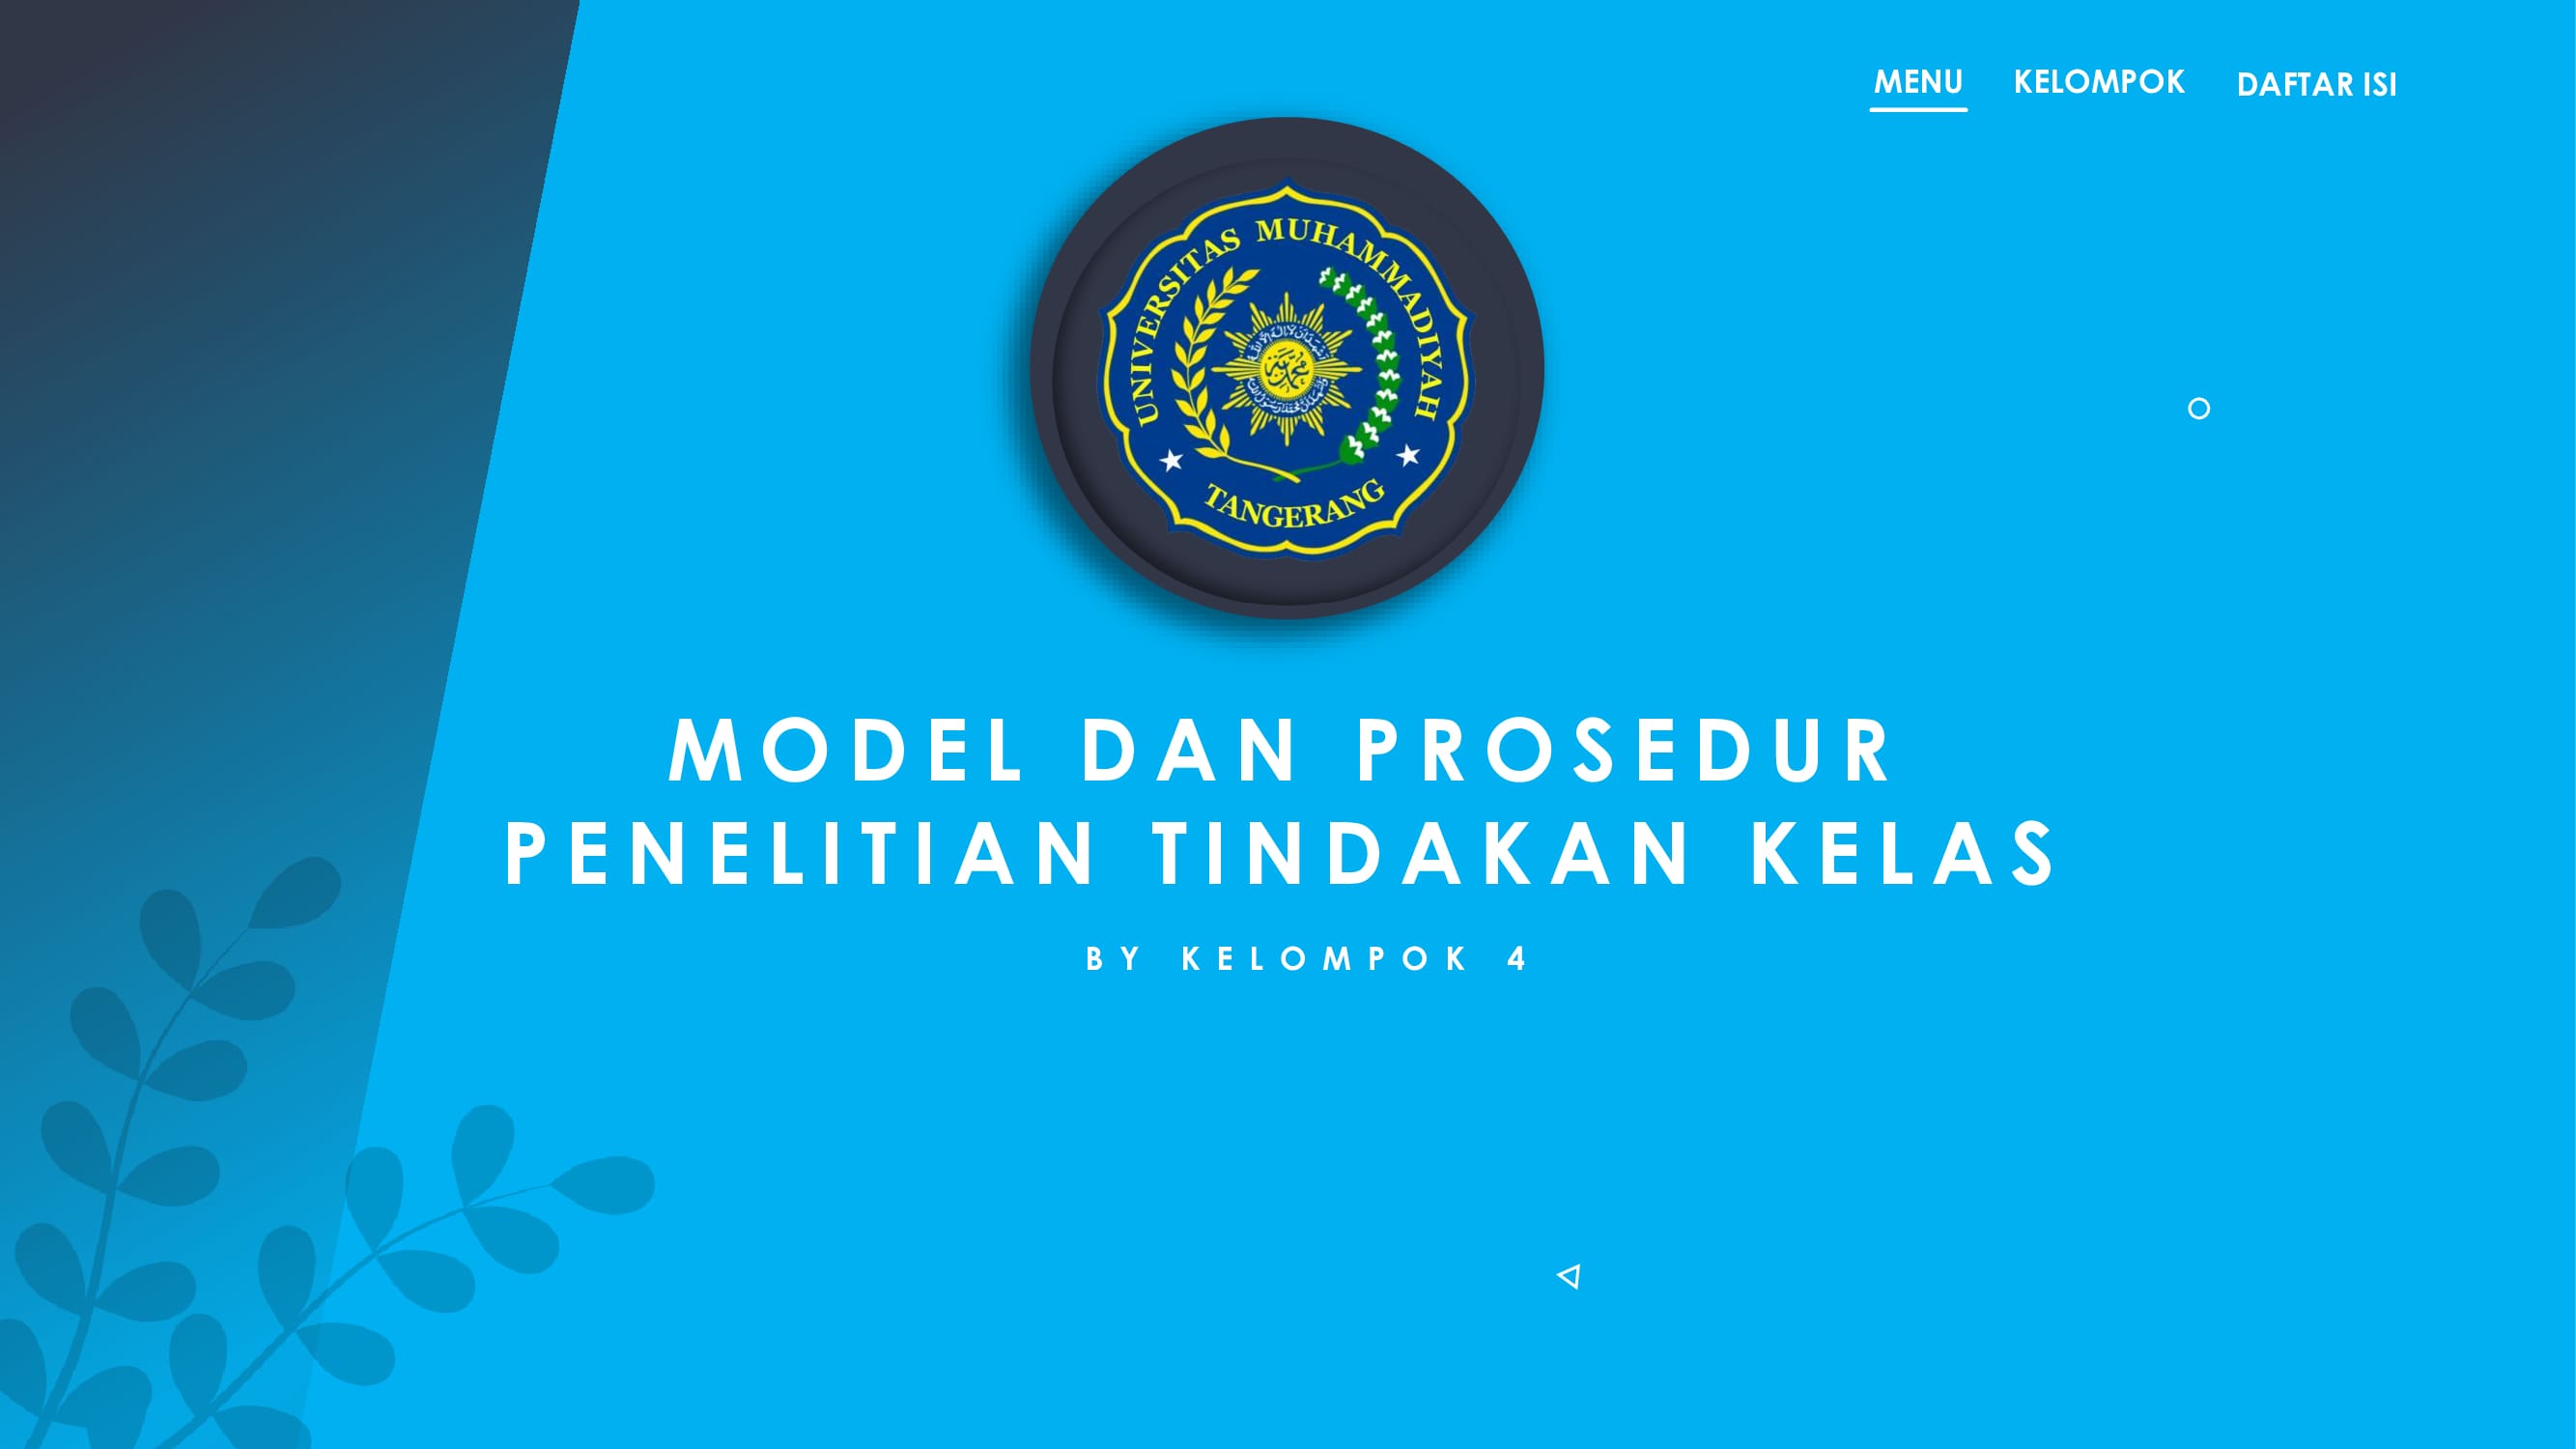 MENU KELOMPOK DAFTAR ISI
UNIVERSITAS MUHAMMADIYAH
TANGERANG
MODEL DAN PROSEDUR
PENELITIAN TINDAKAN KELAS
BY KELOMPOK 4